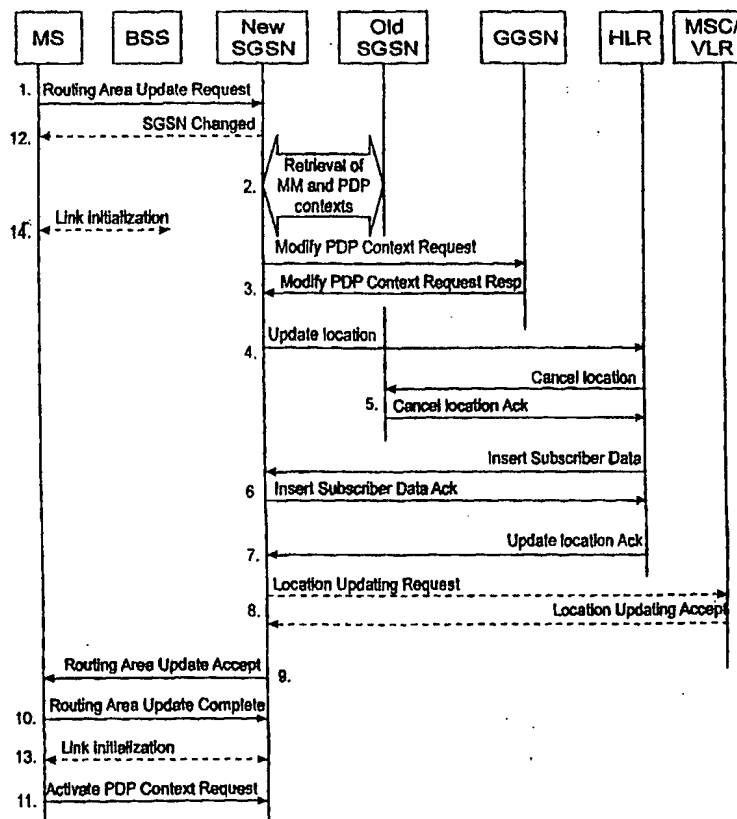 MS
BSS
New
SGSN
Old
SGSN
GGSN
HLR
MSC/
VLR
1. Routing Area Update Request
12. SGSN Changed
2. Retrieval of
MM and PDP
contexts
14. Link Initialization
Modify PDP Context Request
3. Modify PDP Context Request Resp
4. Update location
Cancel location
5. Cancel location Ack
Insert Subscriber Data
6 Insert Subscriber Data Ack
7. Update location Ack
Location Updating Request
8. Location Updating Accept
Routing Area Update Accept 9.
10. Routing Area Update Complete
13. Link initialization
11. Activate PDP Context Request